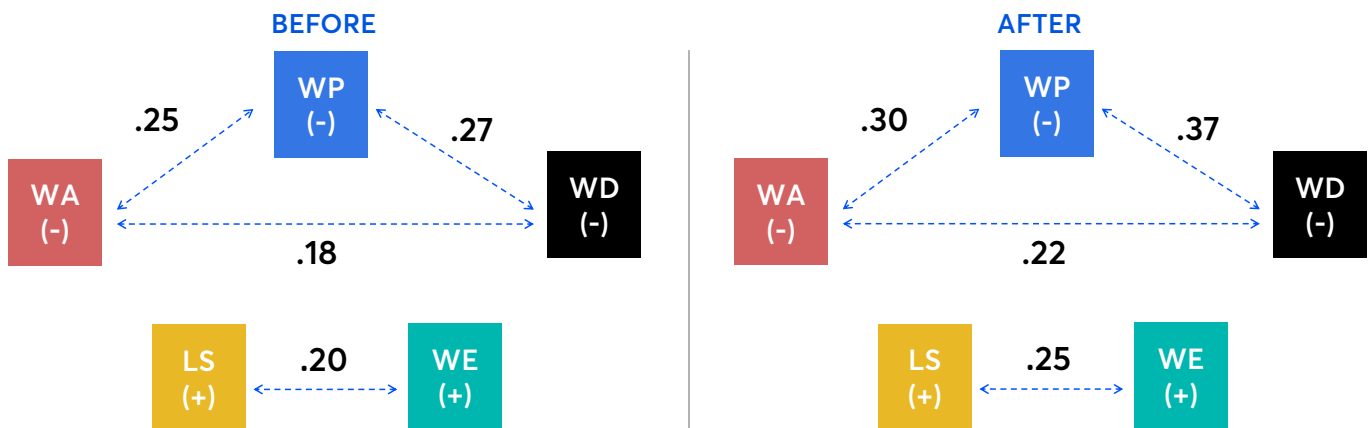 BEFORE
WP
(-)
.25
.27
WA
(-)
WD
(-)
.18
LS
(+)
.20
WE
(+)
AFTER
WP
(-)
.30
.37
WA
(-)
WD
(-)
.22
LS
(+)
.25
WE
(+)